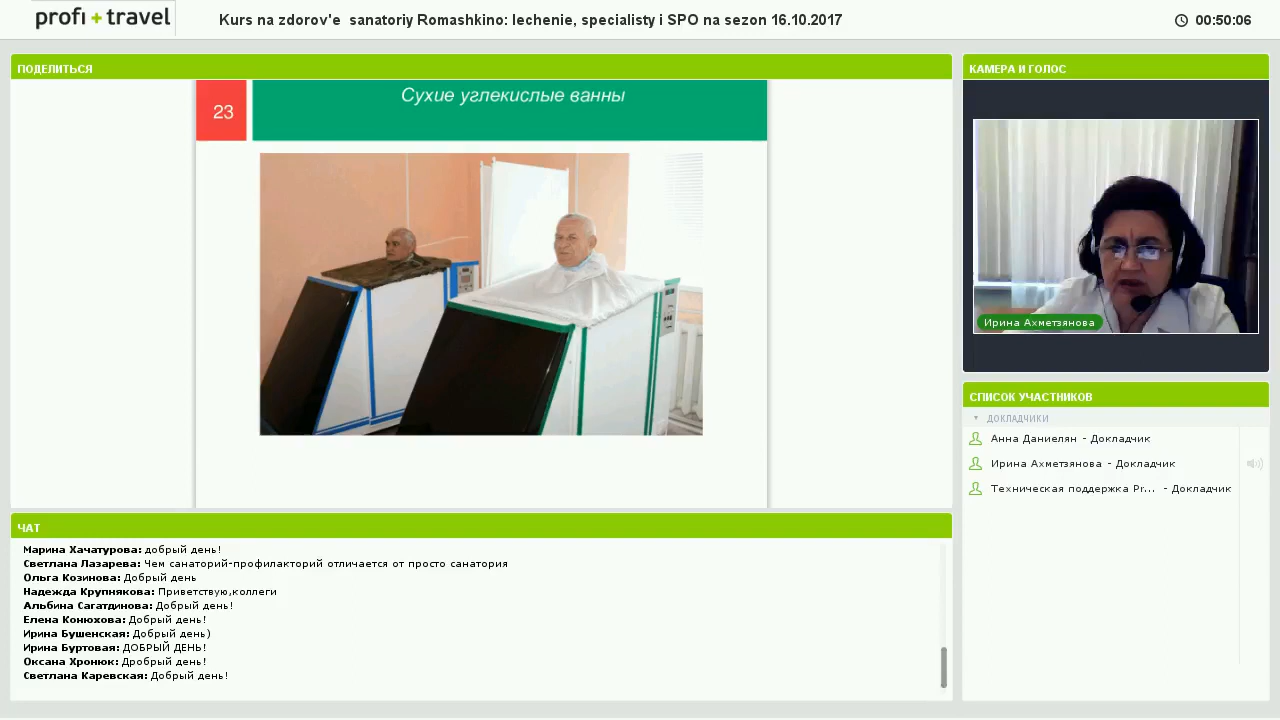 profi + travel
Kurs na zdorov'e sanatoriy Romashkino: lechenie, specialisty i SPO na sezon 16.10.2017
00:50:06
ПОДЕЛИТЬСЯ
23
Сухие углекислые ванны
КАМЕРА И ГОЛОС
Ирина Ахметзянова
СПИСОК УЧАСТНИКОВ
ДОКЛАДЧИКИ
Анна Даниелян - Докладчик
Ирина Ахметзянова - Докладчик
Техническая поддержка Pr... - Докладчик
ЧАТ
Марина Хачатурова: добрый день!
Светлана Лазарева: Чем санаторий-профилакторий отличается от просто санатория
Ольга Козинова: Добрый день
Надежда Крупнякова: Приветствую,коллеги
Альбина Сагатдинова: Добрый день!
Елена Конюхова: Добрый день!
Ирина Бушенская: Добрый день)
Ирина Буртовая: ДОБРЫЙ ДЕНЬ!
Оксана Хронюк: Дробрый день!
Светлана Каревская: Добрый день!